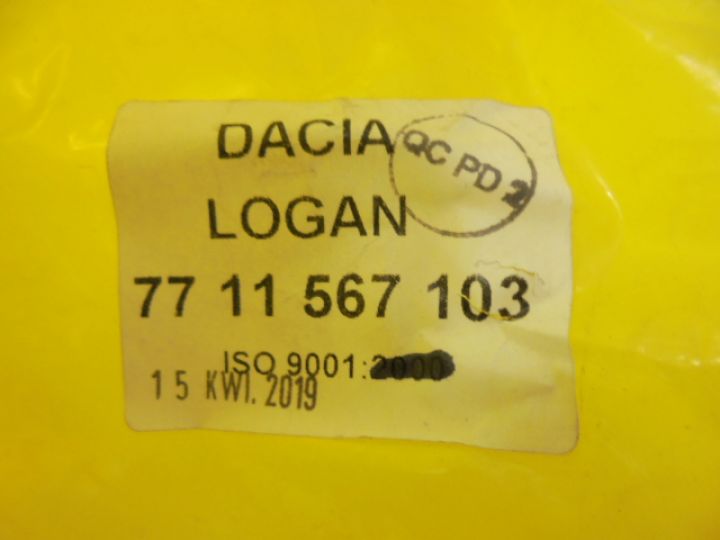 DACIA
QC PD 2
LOGAN
77 11 567 103
ISO 9001:2000
15 KWI. 2019